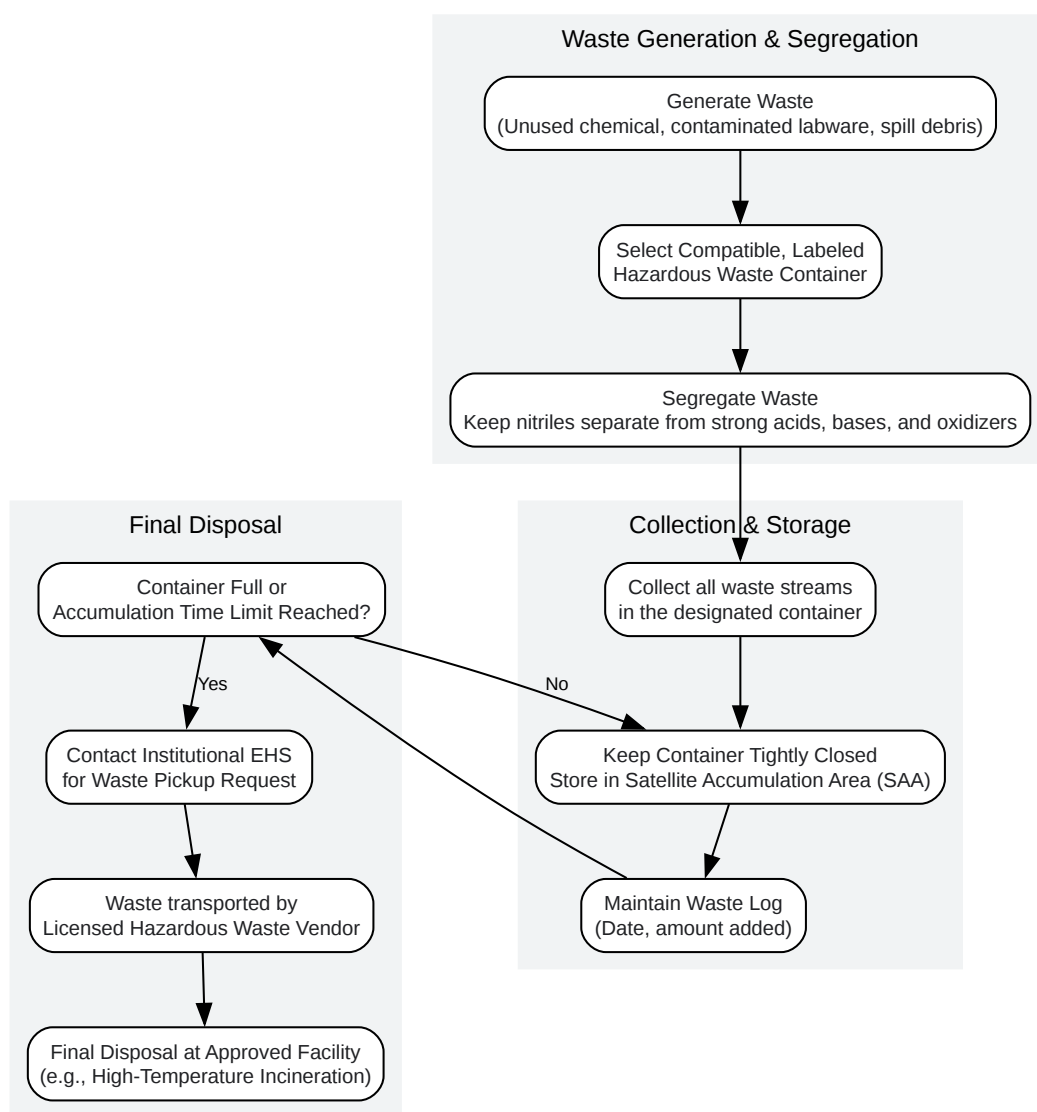 Waste Generation & Segregation
Generate Waste
(Unused chemical, contaminated labware, spill debris)
Select Compatible, Labeled
Hazardous Waste Container
Segregate Waste
Keep nitriles separate from strong acids, bases, and oxidizers
Collection & Storage
Collect all waste streams
in the designated container
Keep Container Tightly Closed
Store in Satellite Accumulation Area (SAA)
Maintain Waste Log
(Date, amount added)
Final Disposal
Container Full or
Accumulation Time Limit Reached?
Yes
No
Contact Institutional EHS
for Waste Pickup Request
Waste transported by
Licensed Hazardous Waste Vendor
Final Disposal at Approved Facility
(e.g., High-Temperature Incineration)